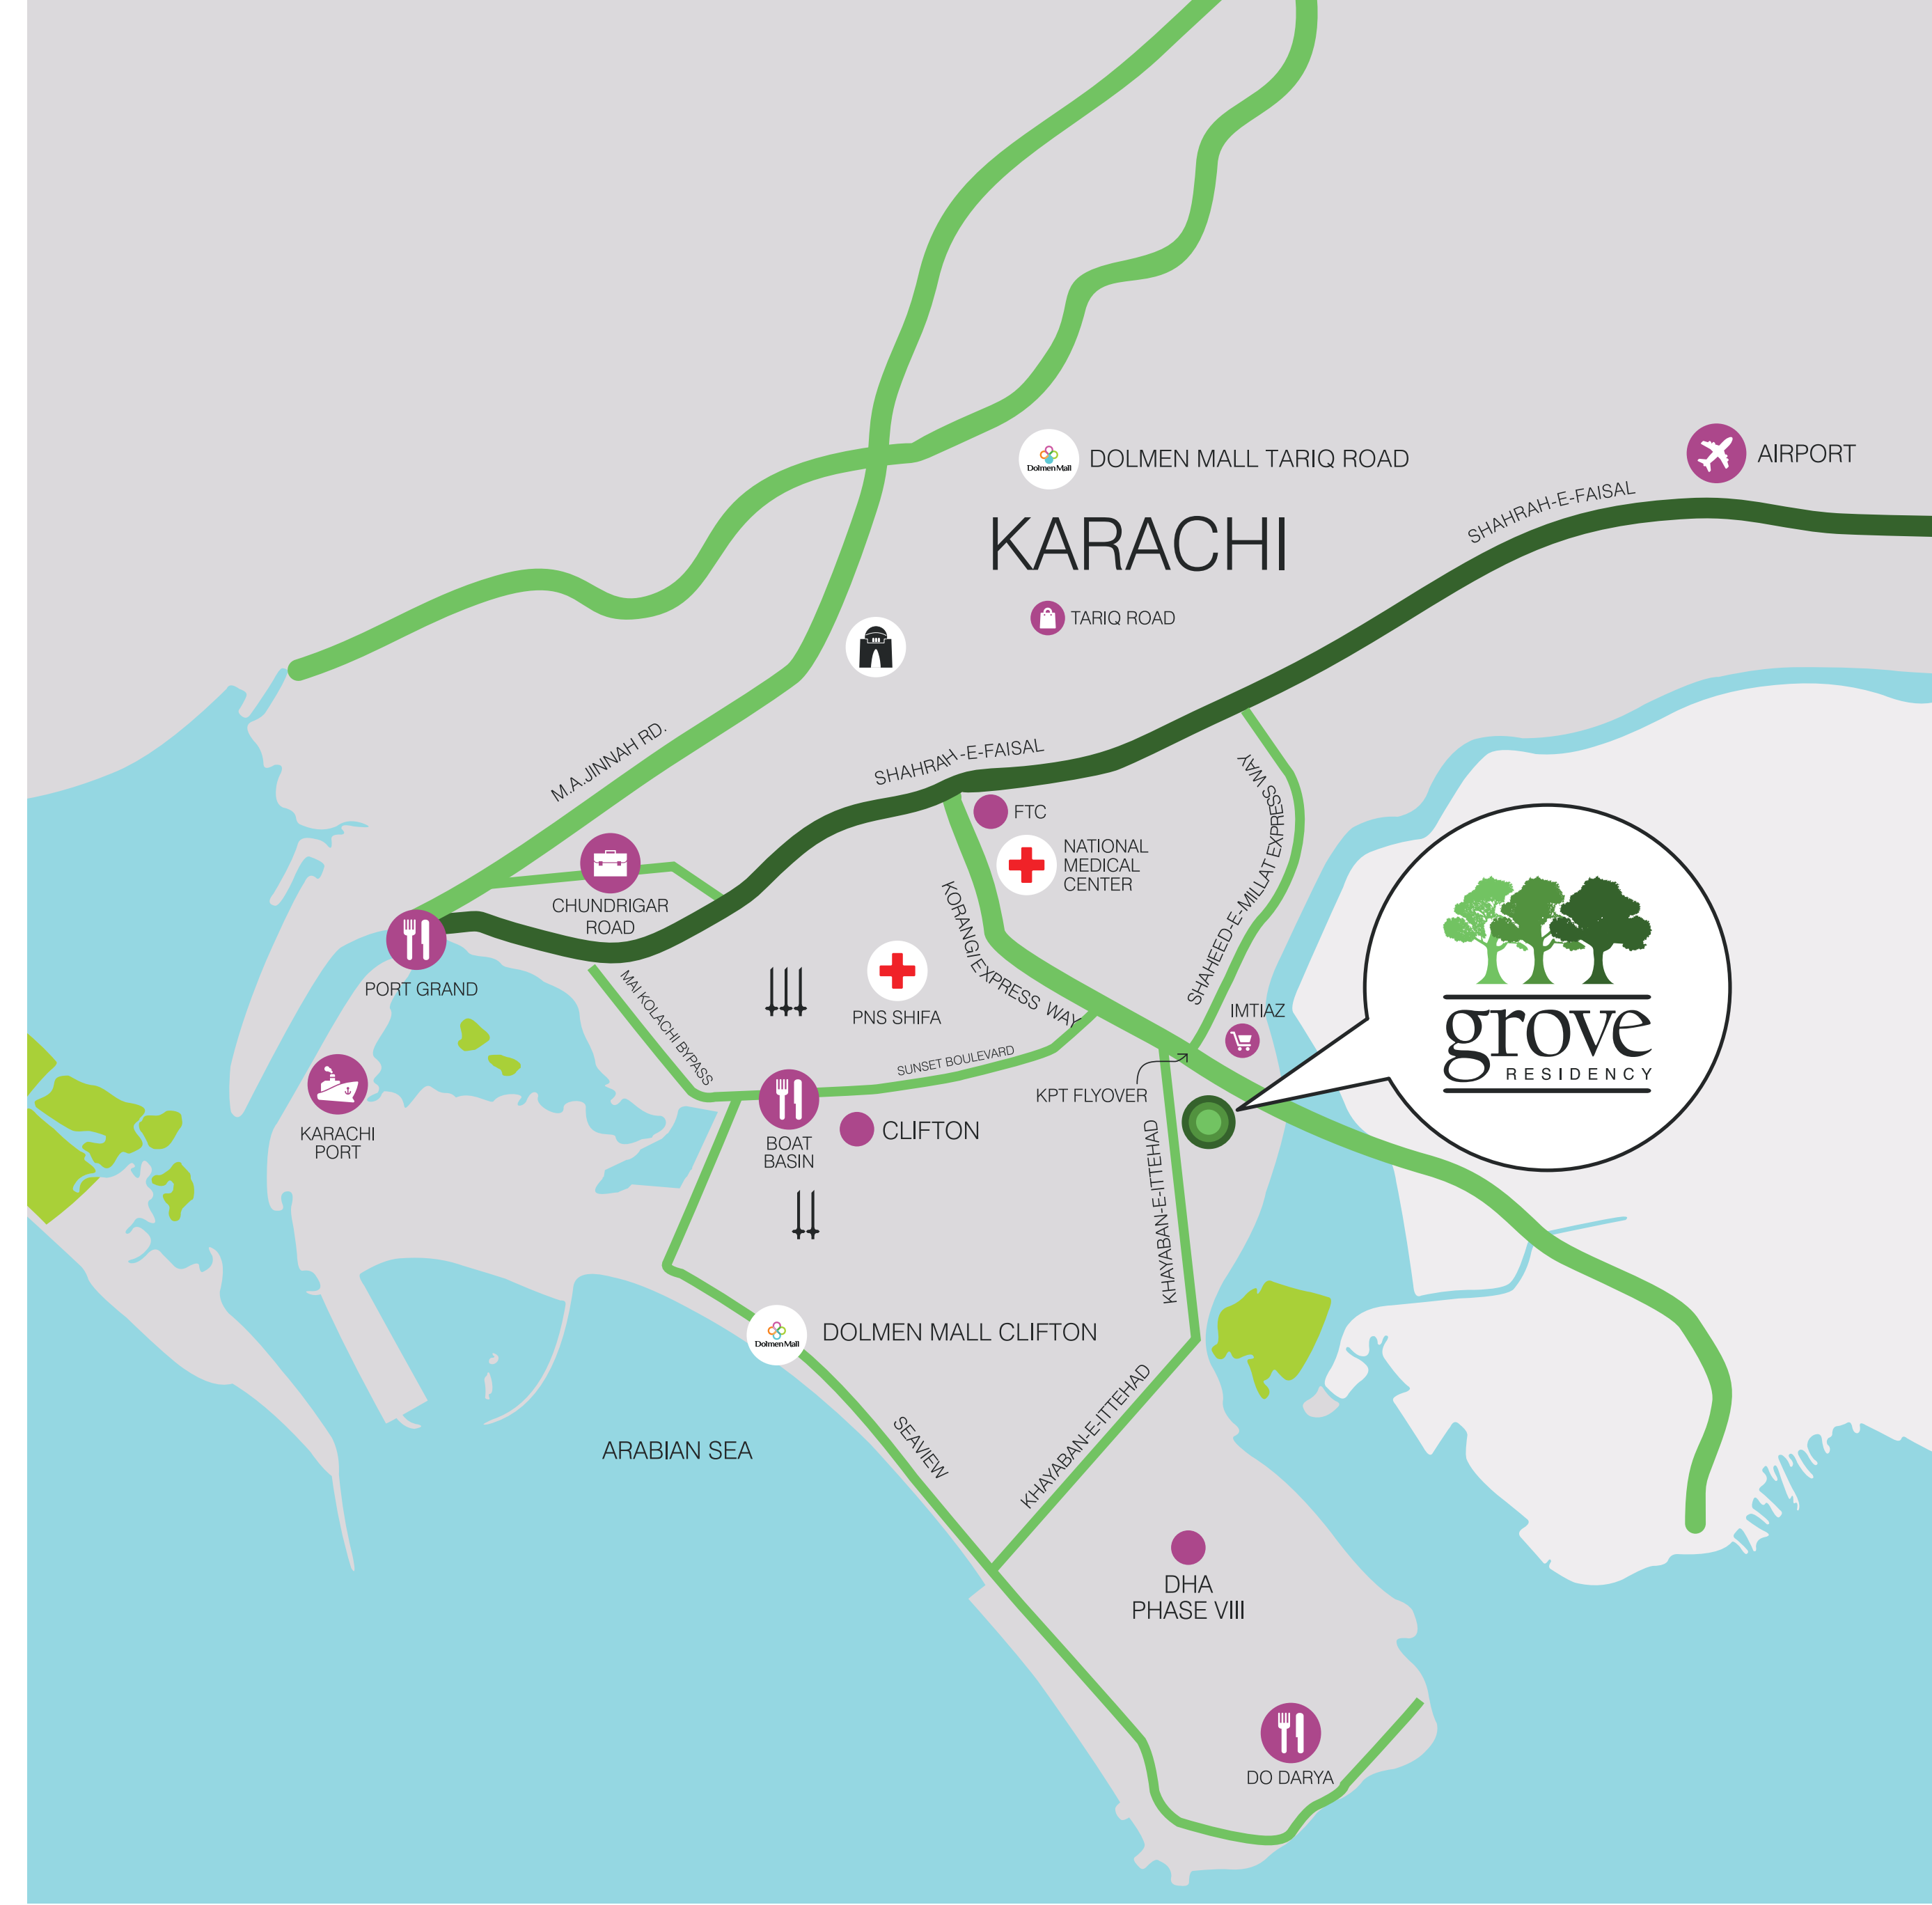 DolmenMall
DOLMEN MALL TARIQ ROAD
AIRPORT
SHAHRAH-E-FAISAL
KARACHI
TARIQ ROAD
M.A.JINNAH RD.
SHAHRAH-E-FAISAL
SHAHEED-E-MILLAT EXPRESS WAY
FTC
NATIONAL
MEDICAL
CENTER
CHUNDRIGAR
ROAD
KORANGI EXPRESS WAY
PORT GRAND
MAI KOLACHI BYPASS
PNS SHIFA
IMTIAZ
grove
RESIDENCY
SUNSET BOULEVARD
KPT FLYOVER
KARACHI
PORT
BOAT
BASIN
CLIFTON
KHAYABAN-E-ITTEHAD
DolmenMall
DOLMEN MALL CLIFTON
KHAYABAN-E-ITTEHAD
SEAVIEW
ARABIAN SEA
DHA
PHASE VIII
DO DARYA